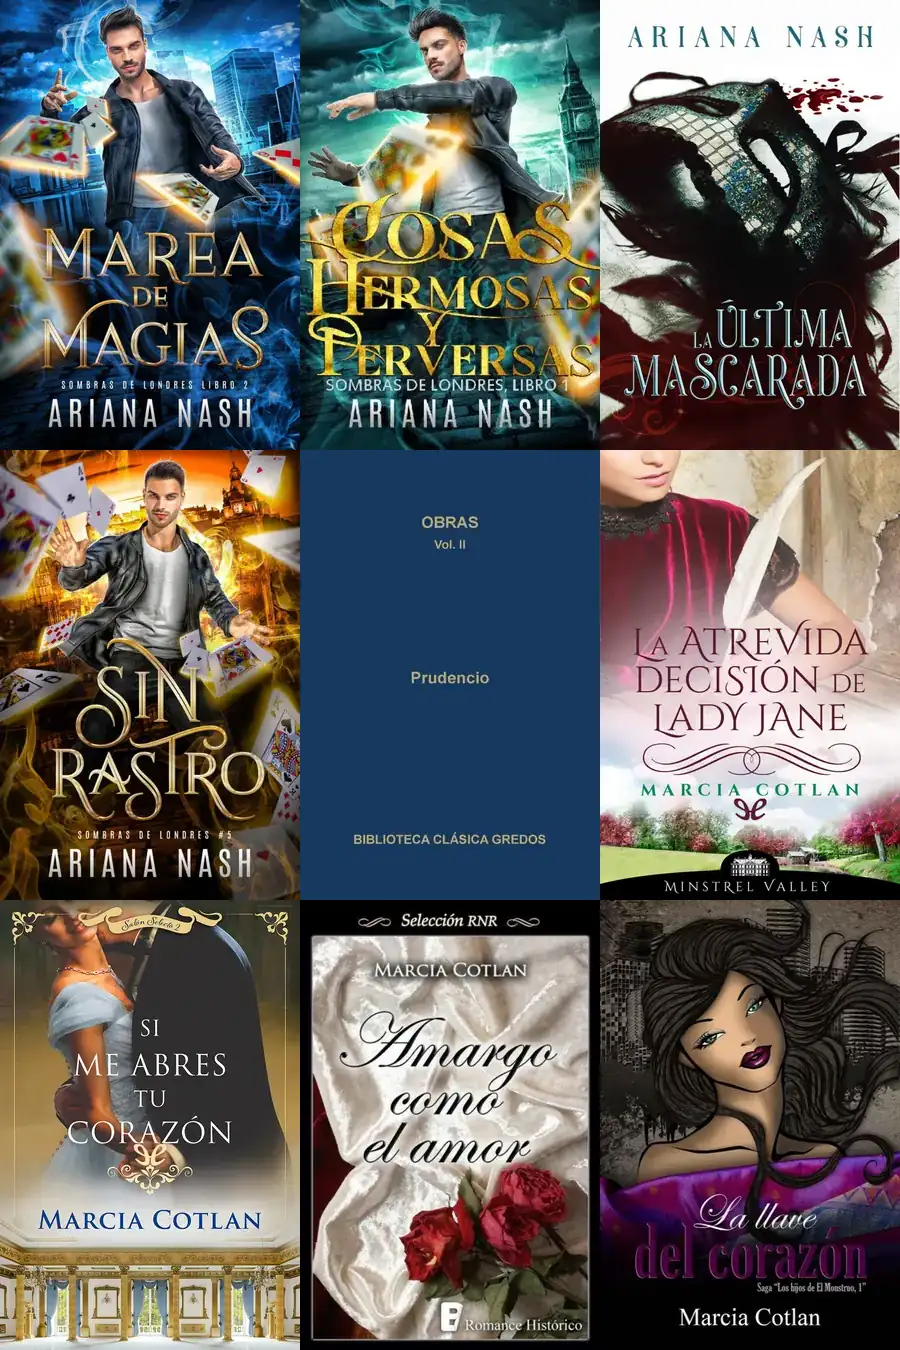 MAREA
DE
MAGIAS
SOMBRAS DE LONDRES LIBRO 2
ARIANA NASH
COSAS
HERMOSAS
Y
PERVERSAS
SOMBRAS DE LONDRES, LIBRO 1
ARIANA NASH
ARIANA NASH
LA ÚLTIMA
MASCARADA
SIN
RASTRO
SOMBRAS DE LONDRES #5
ARIANA NASH
OBRAS
Vol. II
Prudencio
BIBLIOTECA CLÁSICA GREDOS
LA ATREVIDA
DECISIÓN DE
LADY JANE
MARCIA COTLAN
MINSTREL VALLEY
Salón Selecto 2
SI
ME ABRES
TU
CORAZÓN
MARCIA COTLAN
Selección RNR
MARCIA COTLAN
Amargo
como
el amor
B Romance Histórico
La llave
del corazón
Saga "Los hijos de El Monstruo, 1"
Marcia Cotlan